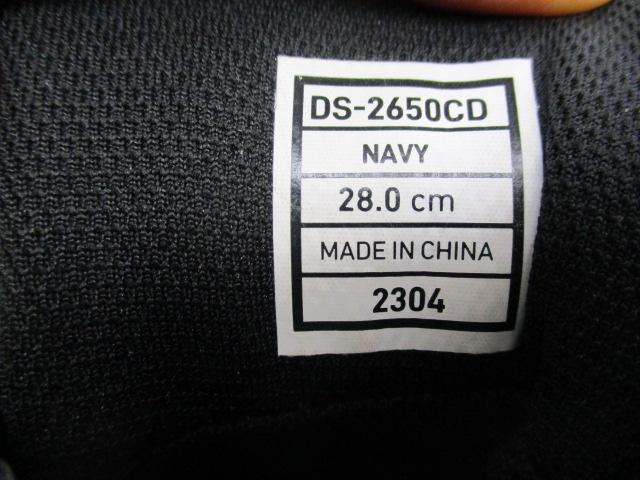 DS-2650CD
NAVY
28.0 cm
MADE IN CHINA
2304